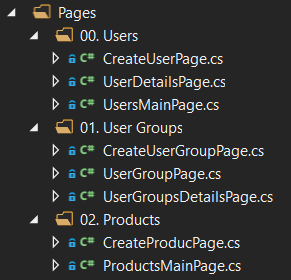 Pages
00. Users
C# CreateUserPage.cs
C# UserDetailsPage.cs
C# UsersMainPage.cs
01. User Groups
C# CreateUserGroupPage.cs
C# UserGroupPage.cs
C# UserGroupsDetailsPage.cs
02. Products
C# CreateProducPage.cs
C# ProductsMainPage.cs